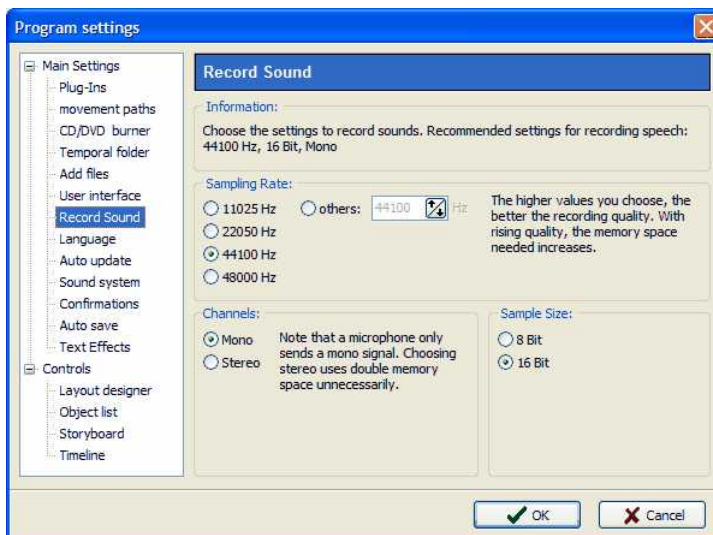 Program settings
Main Settings
Plug-Ins
movement paths
CD/DVD burner
Temporal folder
Add files
User interface
Record Sound
Language
Auto update
Sound system
Confirmations
Auto save
Text Effects
Controls
Layout designer
Object list
Storyboard
Timeline
Record Sound
Information:
Choose the settings to record sounds. Recommended settings for recording speech:
44100 Hz, 16 Bit, Mono
Sampling Rate:
11025 Hz
others: 44100 Hz
22050 Hz
44100 Hz
48000 Hz
The higher values you choose, the
better the recording quality. With
rising quality, the memory space
needed increases.
Channels:
Mono
Stereo
Note that a microphone only
sends a mono signal. Choosing
stereo uses double memory
space unnecessarily.
Sample Size:
8 Bit
16 Bit
OK
Cancel